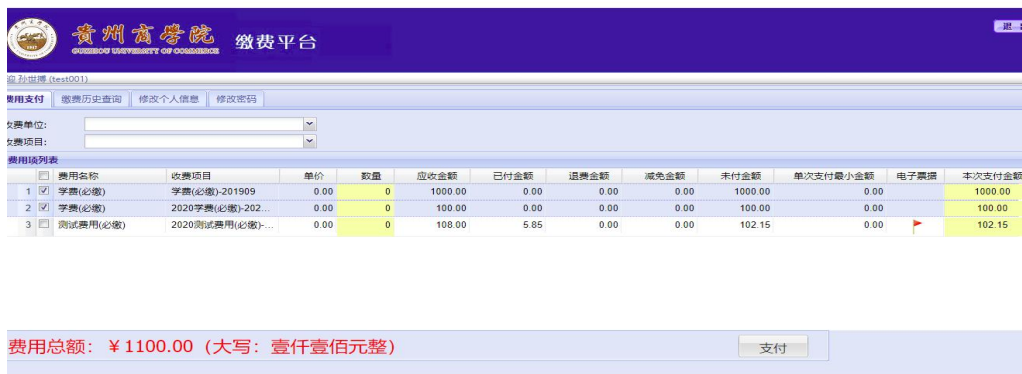 贵州商学院 缴费平台
GUIZHOU UNIVERSITY OF COMMERCE
孙世博 (test001)
费用支付 缴费历史查询 修改个人信息 修改密码
收费单位:
收费项目:
费用项列表
费用名称 收费项目 单价 数量 应收金额 已付金额 退费金额 减免金额 未付金额 单次支付最小金额 电子票据 本次支付金额
1 学费(必缴) 学费(必缴)-201909 0.00 0 1000.00 0.00 0.00 0.00 1000.00 0.00 1000.00
2 学费(必缴) 2020学费(必缴)-202... 0.00 0 100.00 0.00 0.00 0.00 100.00 0.00 100.00
3 测试费用(必缴) 2020测试费用(必缴)-... 0.00 0 108.00 5.85 0.00 0.00 102.15 0.00 102.15
费用总额: ¥1100.00 (大写: 壹仟壹佰元整) 支付